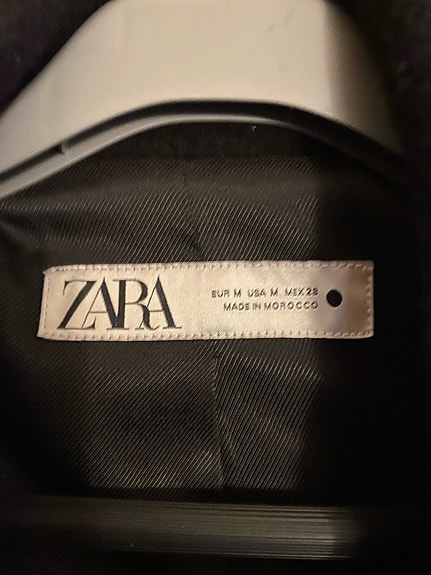 ZARA
EUR M USA M MEX 28
MADE IN MOROCCO